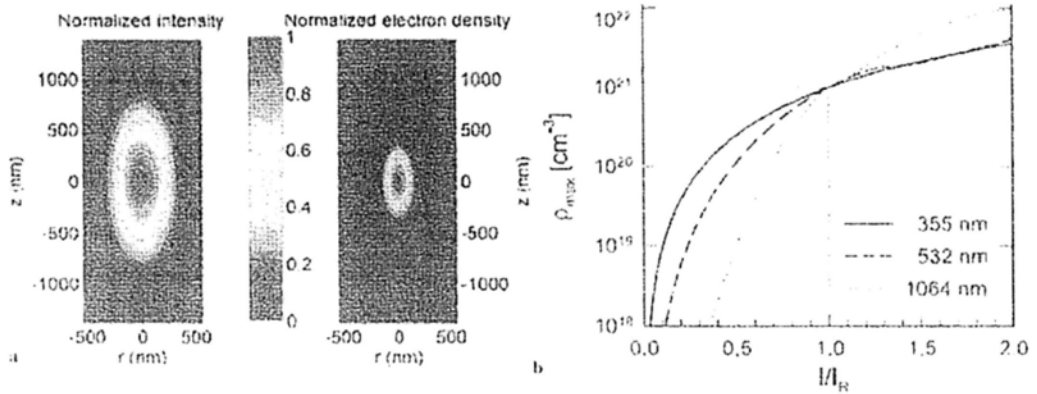 Normalized intensity
Normalized electron density
1000
500
0
-500
-1000
z (nm)
-500 0 500
r (nm)
a
1
0.8
0.6
0.4
0.2
0
1000
500
0
-500
-1000
z (nm)
-500 0 500
r (nm)
b
10²²
10²¹
10²⁰
10¹⁹
10¹⁸
ρmax [cm⁻³]
355 nm
532 nm
1064 nm
0.0 0.5 1.0 1.5 2.0
I/I_R